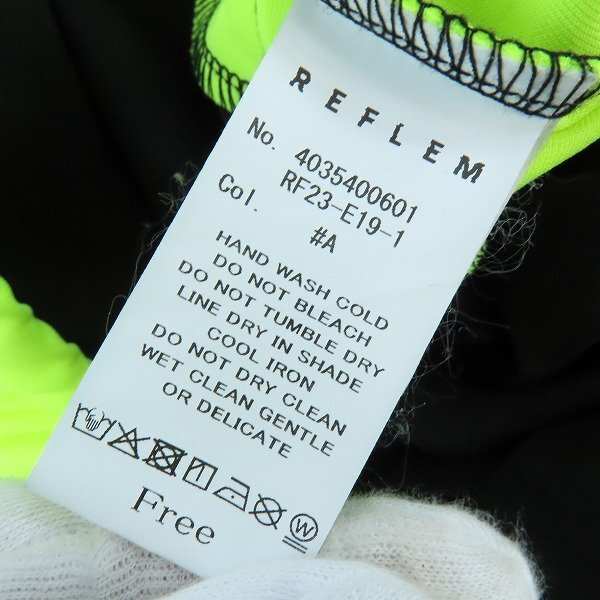 REFLEM
No. 4035400601
RF23-E19-1
Col. #A
HAND WASH COLD
DO NOT BLEACH
DO NOT TUMBLE DRY
LINE DRY IN SHADE
COOL IRON
DO NOT DRY CLEAN
WET CLEAN GENTLE
OR DELICATE
W
Free